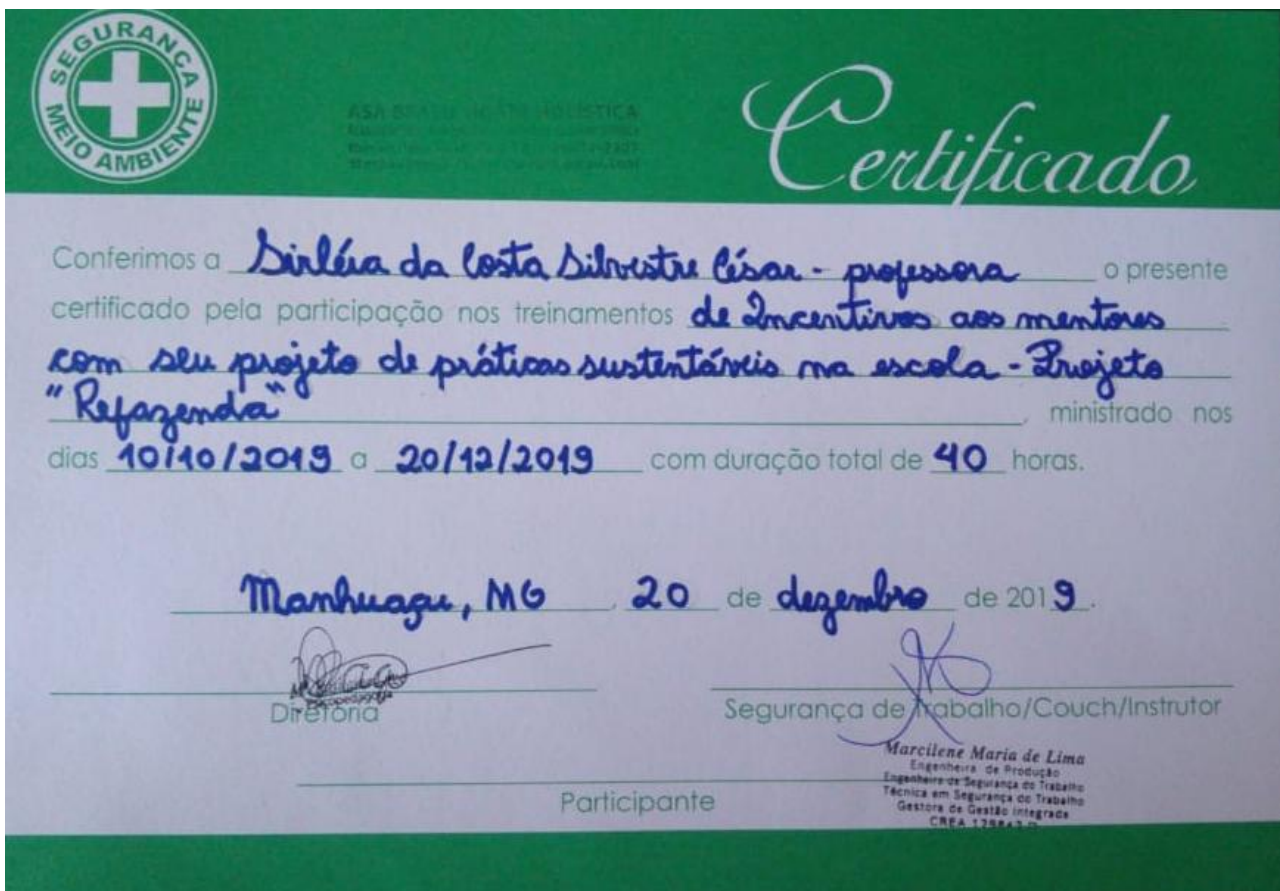 SEGURANÇA E
MEIO AMBIENTE
ASA BRASIL
Certificado
Conferimos a Sirléia da Costa Silvestre César - professora o presente
certificado pela participação nos treinamentos de Incentivos aos mentores
com seu projeto de práticas sustentáveis na escola - Projeto
"Refazenda", ministrado nos
dias 10/10/2019 a 20/12/2019 com duração total de 40 horas.
Manhuaçu, MG, 20 de dezembro de 2019.
Diretoria
Segurança de Trabalho/Couch/Instrutor
Marcilene Maria de Lima
Engenheira de Produção
Engenheira de Segurança do Trabalho
Técnica em Segurança do Trabalho
Gestora de Gestão Integrada
CREA
Participante